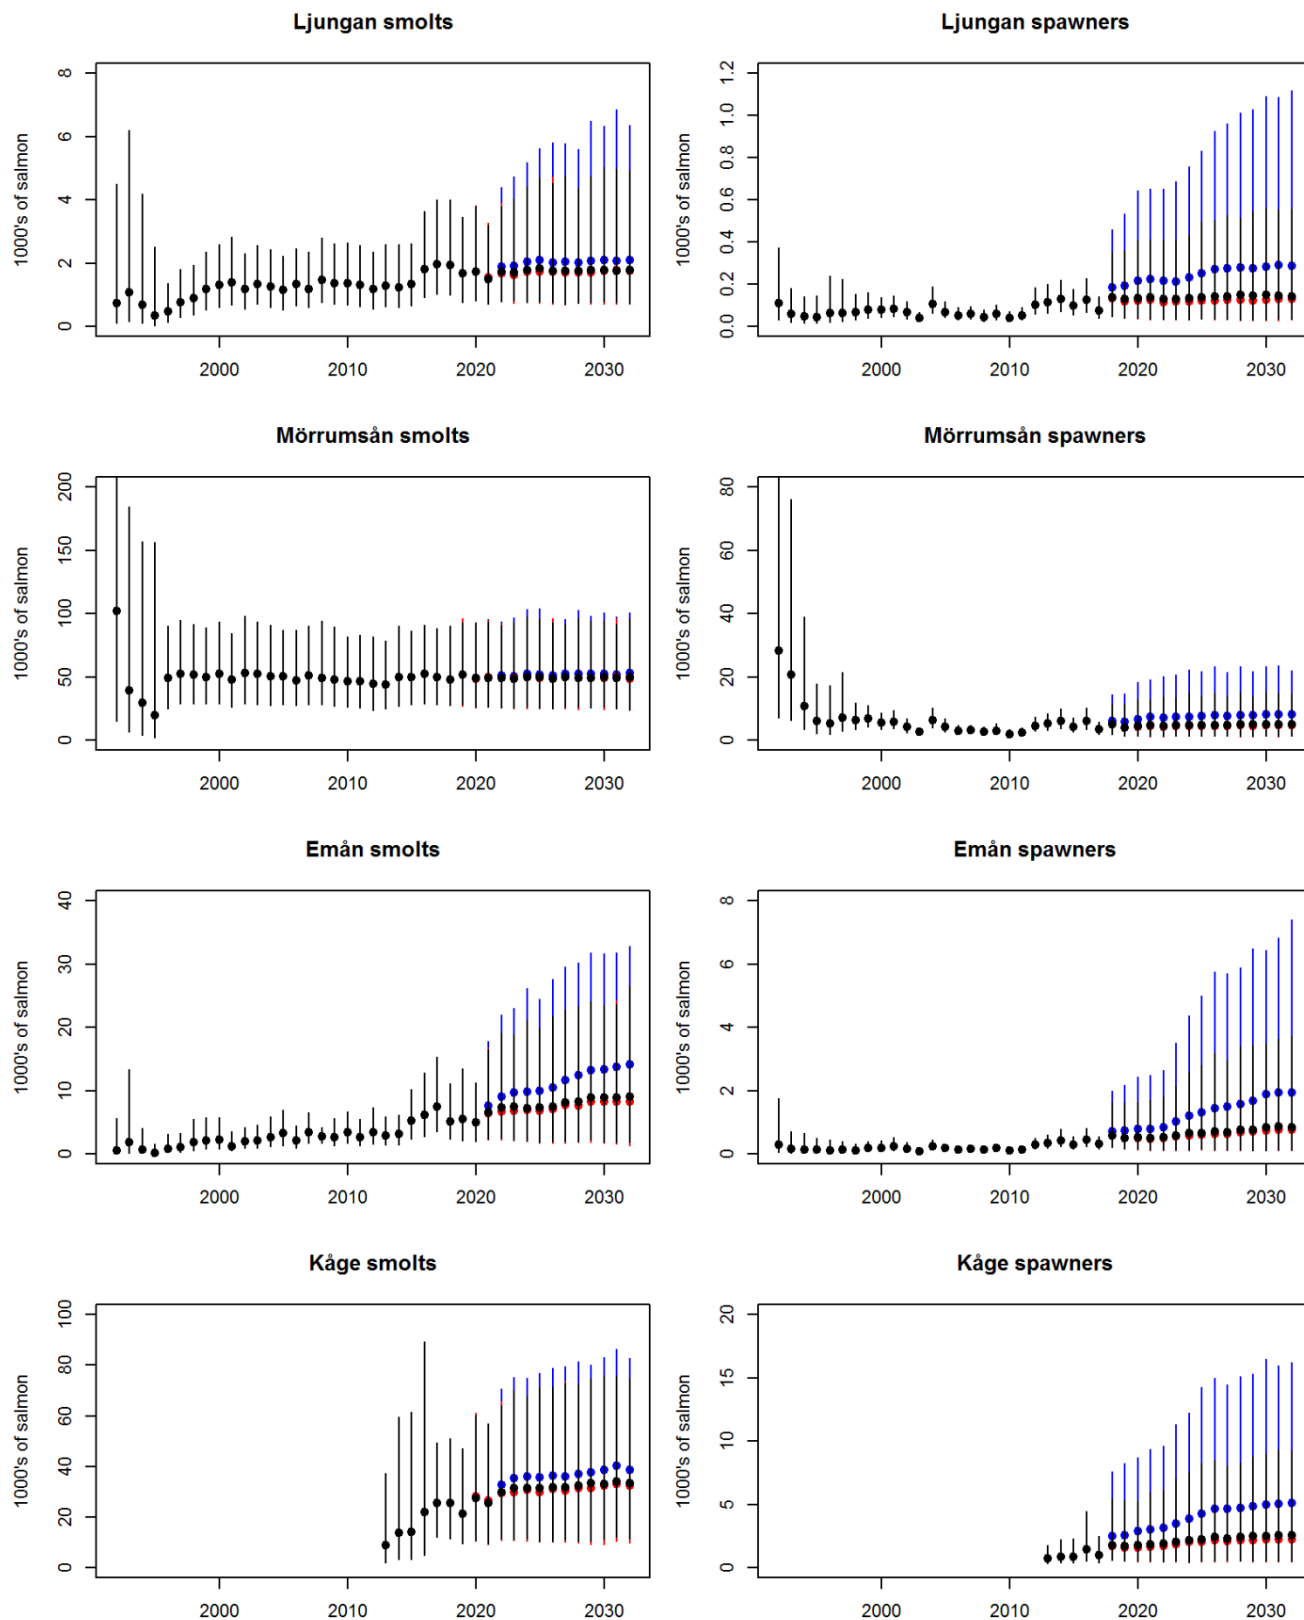 Ljungan smolts
1000's of salmon
0 2 4 6 8
2000 2010 2020 2030
Ljungan spawners
1000's of salmon
0.0 0.2 0.4 0.6 0.8 1.0 1.2
2000 2010 2020 2030
Mörrumsån smolts
1000's of salmon
0 50 100 150 200
2000 2010 2020 2030
Mörrumsån spawners
1000's of salmon
0 20 40 60 80
2000 2010 2020 2030
Emån smolts
1000's of salmon
0 10 20 30 40
2000 2010 2020 2030
Emån spawners
1000's of salmon
0 2 4 6 8
2000 2010 2020 2030
Kåge smolts
1000's of salmon
0 20 40 60 80 100
2000 2010 2020 2030
Kåge spawners
1000's of salmon
0 5 10 15 20
2000 2010 2020 2030